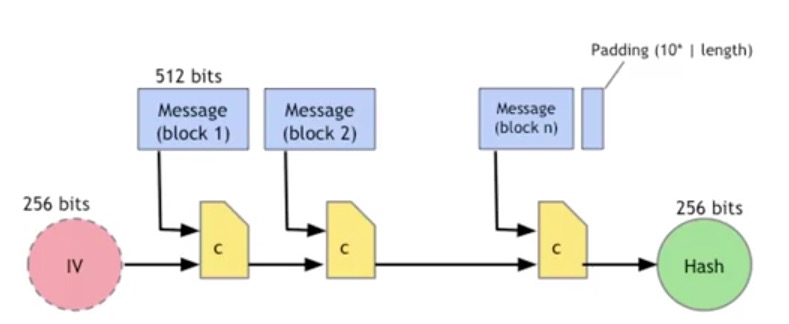 Padding (10* | length)
512 bits
Message
(block 1)
Message
(block 2)
Message
(block n)
256 bits
256 bits
IV
c
c
c
Hash